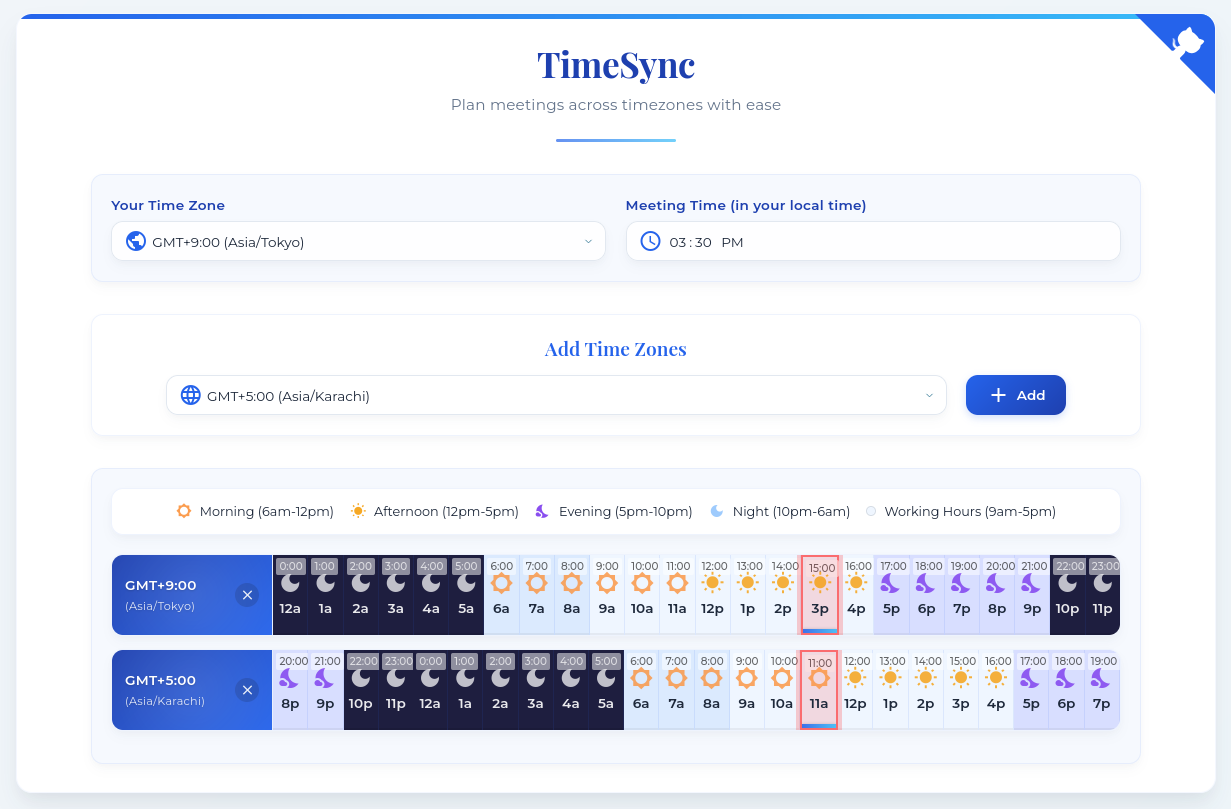 TimeSync
Plan meetings across timezones with ease
Your Time Zone
GMT+9:00 (Asia/Tokyo)
Meeting Time (in your local time)
03 : 30 PM
Add Time Zones
GMT+5:00 (Asia/Karachi)
Add
Morning (6am-12pm) Afternoon (12pm-5pm) Evening (5pm-10pm) Night (10pm-6am) Working Hours (9am-5pm)
GMT+9:00
(Asia/Tokyo)
0:00 1:00 2:00 3:00 4:00 5:00 6:00 7:00 8:00 9:00 10:00 11:00 12:00 13:00 14:00 15:00 16:00 17:00 18:00 19:00 20:00 21:00 22:00 23:00
12a 1a 2a 3a 4a 5a 6a 7a 8a 9a 10a 11a 12p 1p 2p 3p 4p 5p 6p 7p 8p 9p 10p 11p
GMT+5:00
(Asia/Karachi)
20:00 21:00 22:00 23:00 0:00 1:00 2:00 3:00 4:00 5:00 6:00 7:00 8:00 9:00 10:00 11:00 12:00 13:00 14:00 15:00 16:00 17:00 18:00 19:00
8p 9p 10p 11p 12a 1a 2a 3a 4a 5a 6a 7a 8a 9a 10a 11a 12p 1p 2p 3p 4p 5p 6p 7p